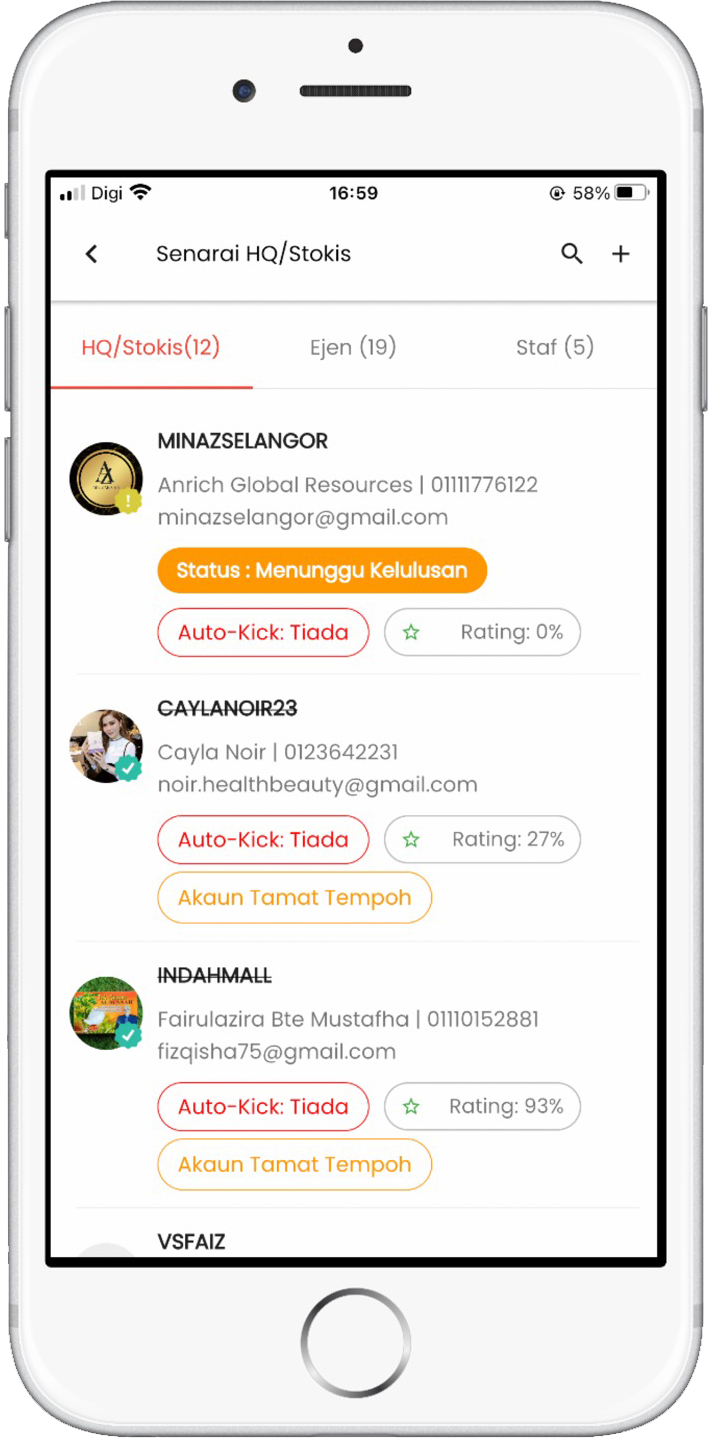 Digi
16:59
58%
Senarai HQ/Stokis
HQ/Stokis(12)
Ejen (19)
Staf (5)
MINAZSELANGOR
Anrich Global Resources | 01111776122
minazselangor@gmail.com
Status : Menunggu Kelulusan
Auto-Kick: Tiada
Rating: 0%
CAYLANOIR23
Cayla Noir | 0123642231
noir.healthbeauty@gmail.com
Auto-Kick: Tiada
Rating: 27%
Akaun Tamat Tempoh
INDAHMALL
Fairulazira Bte Mustafha | 01110152881
fizqisha75@gmail.com
Auto-Kick: Tiada
Rating: 93%
Akaun Tamat Tempoh
VSFAIZ